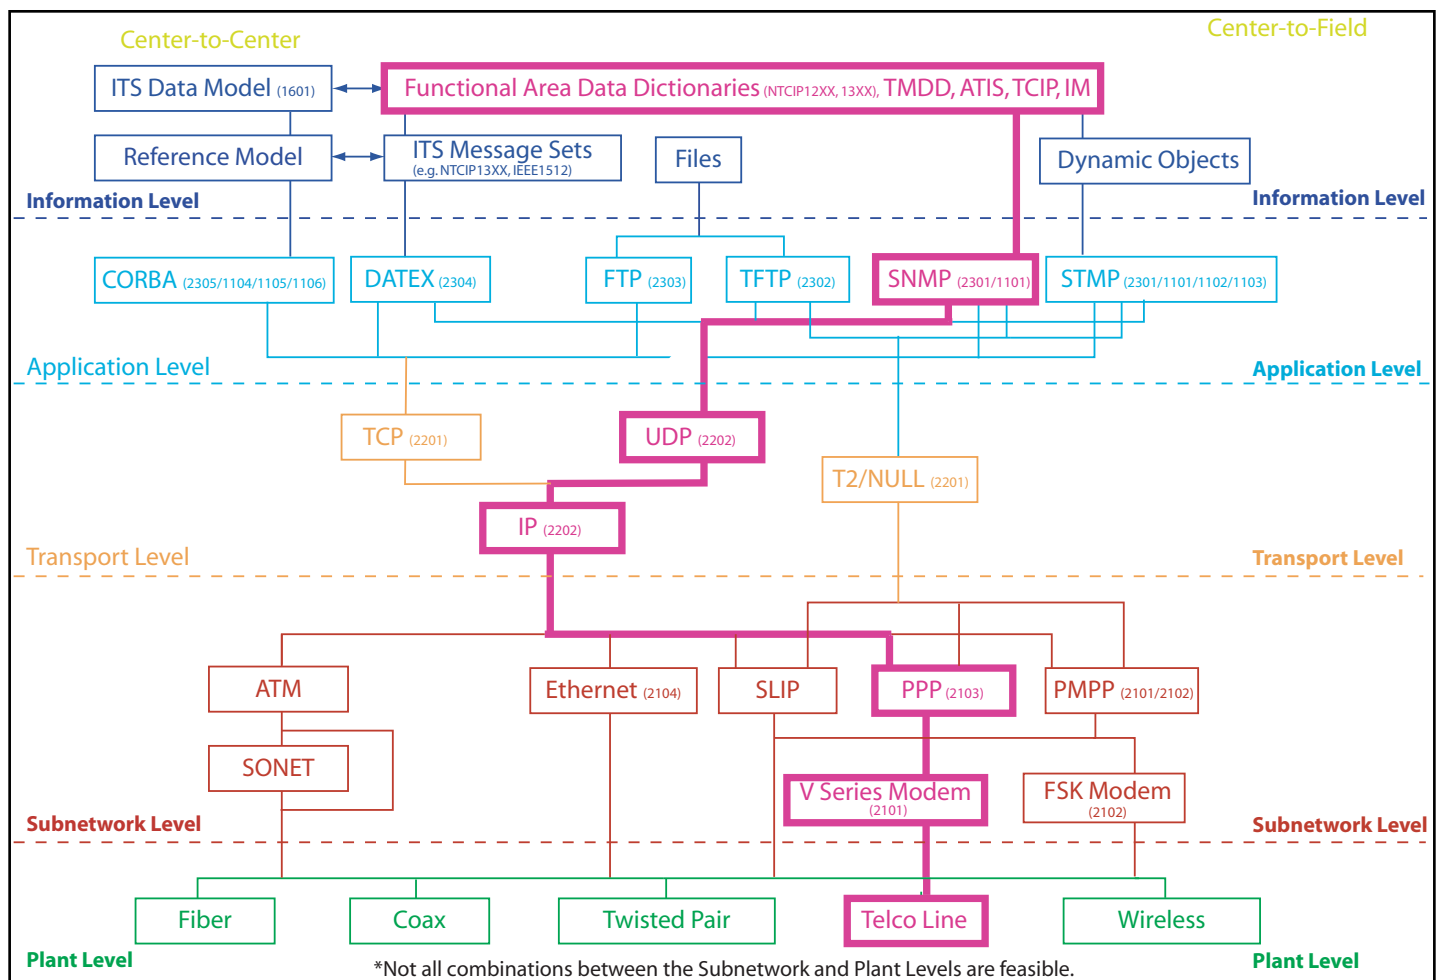 Center-to-Center
Center-to-Field
ITS Data Model (1601)
Functional Area Data Dictionaries (NTCIP12XX, 13XX), TMDD, ATIS, TCIP, IM
Reference Model
ITS Message Sets
(e.g. NTCIP13XX, IEEE1512)
Files
Dynamic Objects
Information Level
Information Level
CORBA (2305/1104/1105/1106)
DATEX (2304)
FTP (2303)
TFTP (2302)
SNMP (2301/1101)
STMP (2301/1101/1102/1103)
Application Level
Application Level
TCP (2201)
UDP (2202)
T2/NULL (2201)
IP (2202)
Transport Level
Transport Level
ATM
Ethernet (2104)
SLIP
PPP (2103)
PMPP (2101/2102)
SONET
V Series Modem
(2101)
FSK Modem
(2102)
Subnetwork Level
Subnetwork Level
Fiber
Coax
Twisted Pair
Telco Line
Wireless
Plant Level
Plant Level
*Not all combinations between the Subnetwork and Plant Levels are feasible.